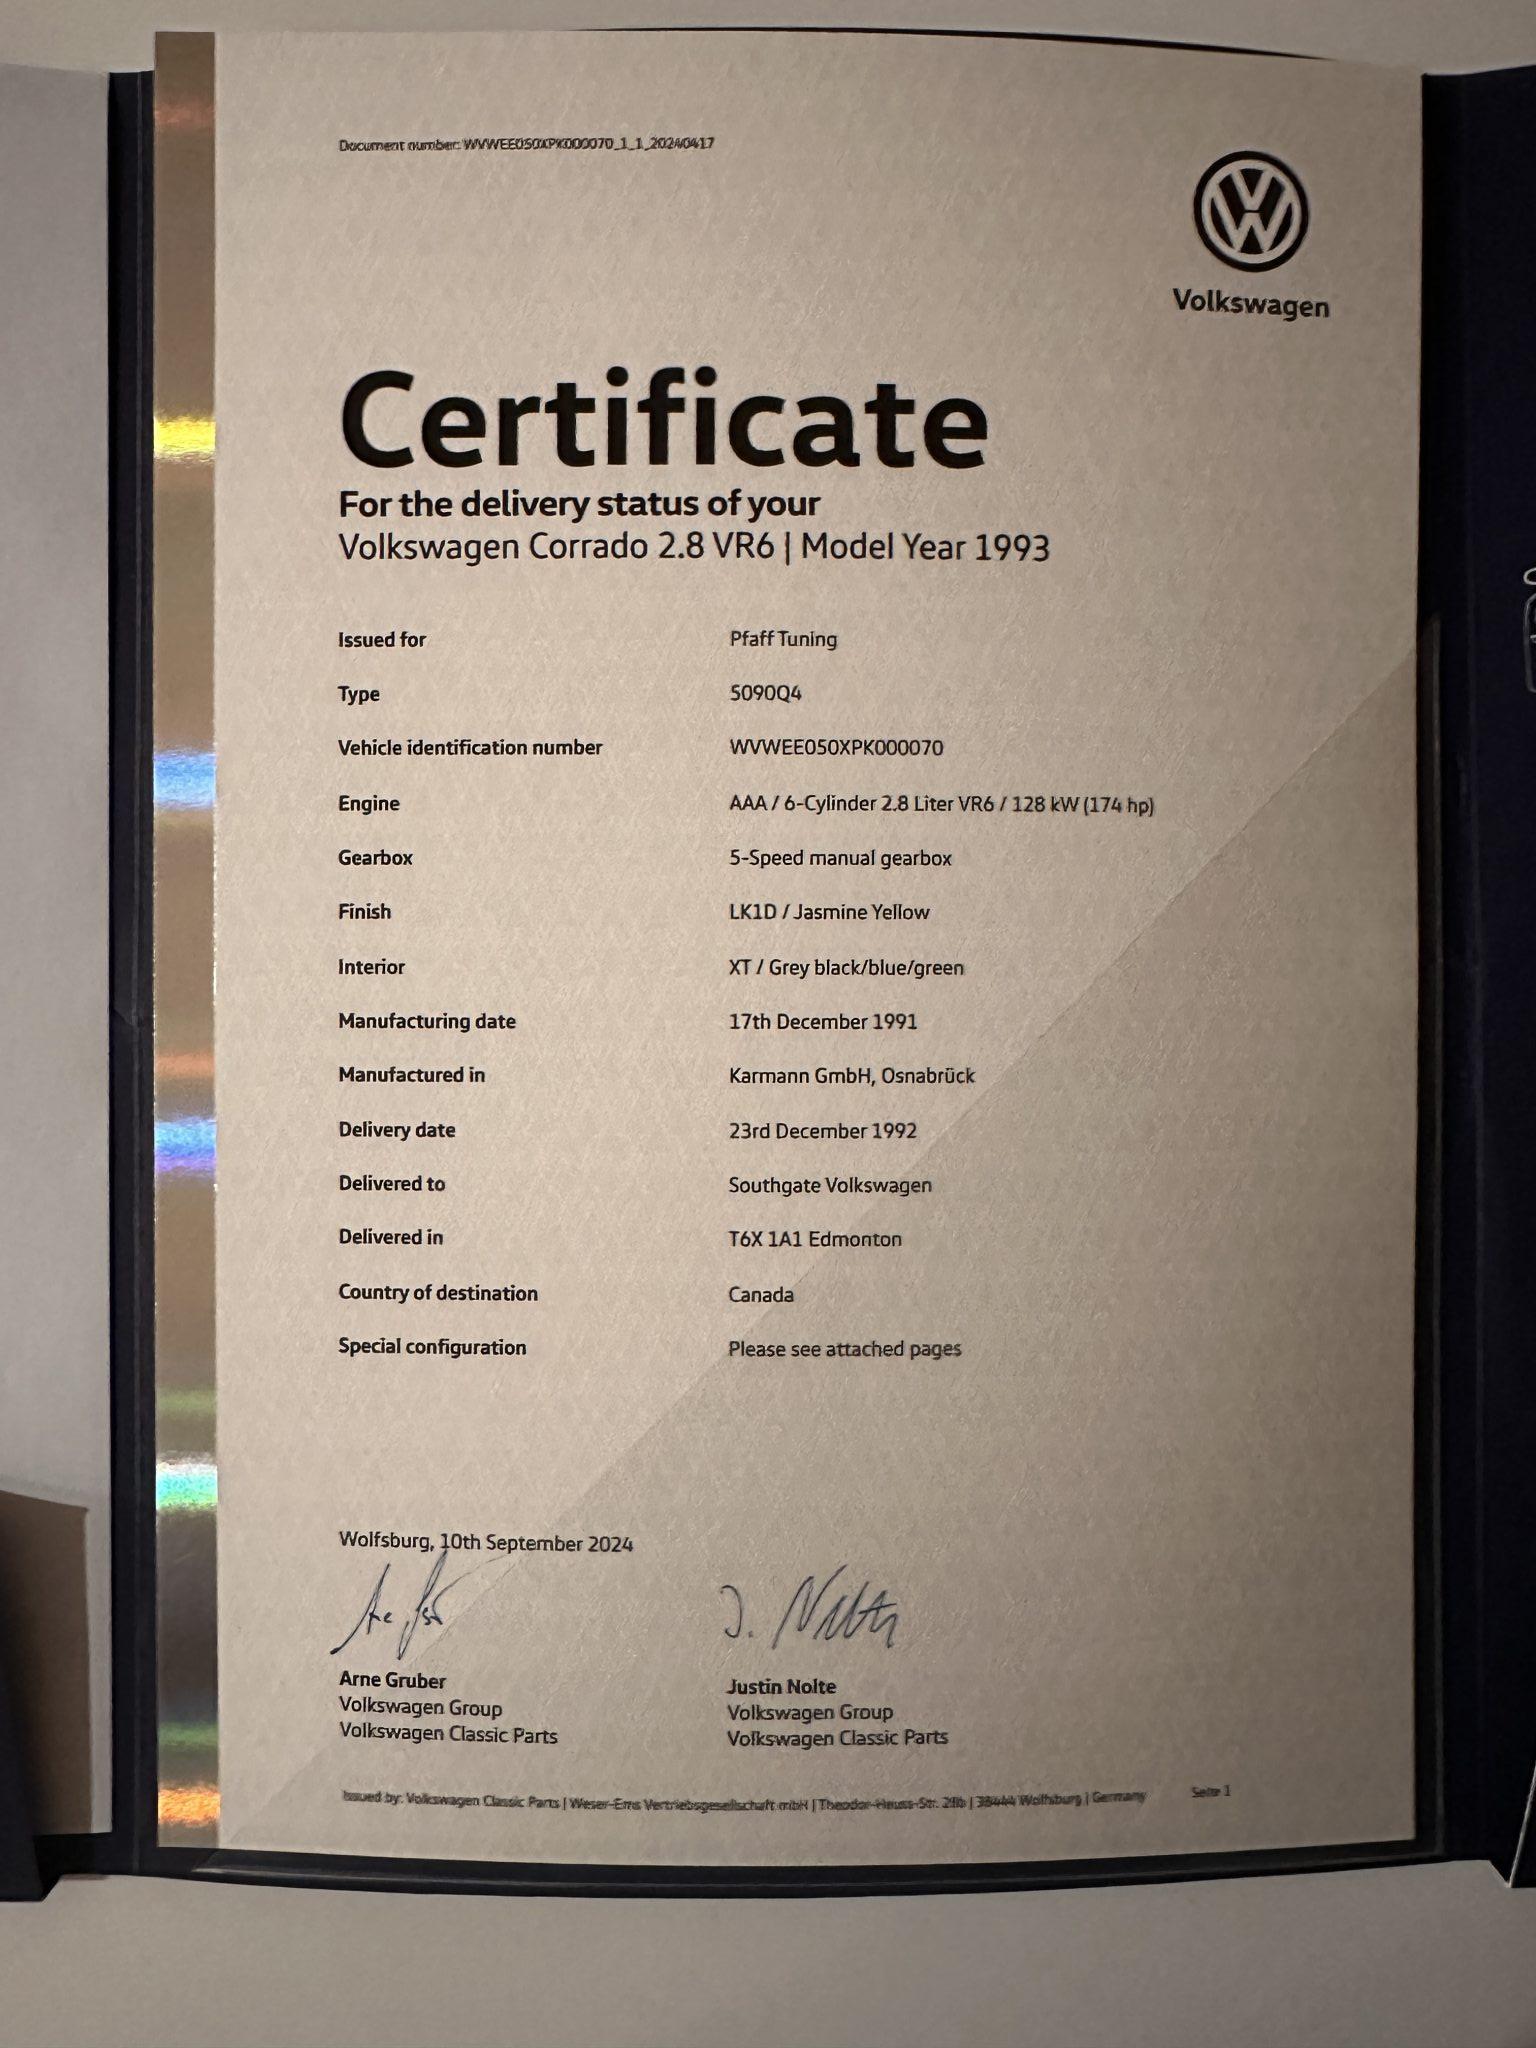 Document number: WVWEE050XPK000070_1_1_20240417
Volkswagen
Certificate
For the delivery status of your
Volkswagen Corrado 2.8 VR6 | Model Year 1993
Issued for Pfaff Tuning
Type 5090Q4
Vehicle identification number WVWEE050XPK000070
Engine AAA / 6-Cylinder 2.8 Liter VR6 / 128 kW (174 hp)
Gearbox 5-Speed manual gearbox
Finish LK1D / Jasmine Yellow
Interior XT / Grey black/blue/green
Manufacturing date 17th December 1991
Manufactured in Karmann GmbH, Osnabrück
Delivery date 23rd December 1992
Delivered to Southgate Volkswagen
Delivered in T6X 1A1 Edmonton
Country of destination Canada
Special configuration Please see attached pages
Wolfsburg, 10th September 2024
J. Nolte
Arne Gruber Justin Nolte
Volkswagen Group Volkswagen Group
Volkswagen Classic Parts Volkswagen Classic Parts
Issued by: Volkswagen Classic Parts | Weser-Ems Vertriebsgesellschaft mbH | Theodor-Heuss-Str. | Wolfsburg | Germany Seite 1